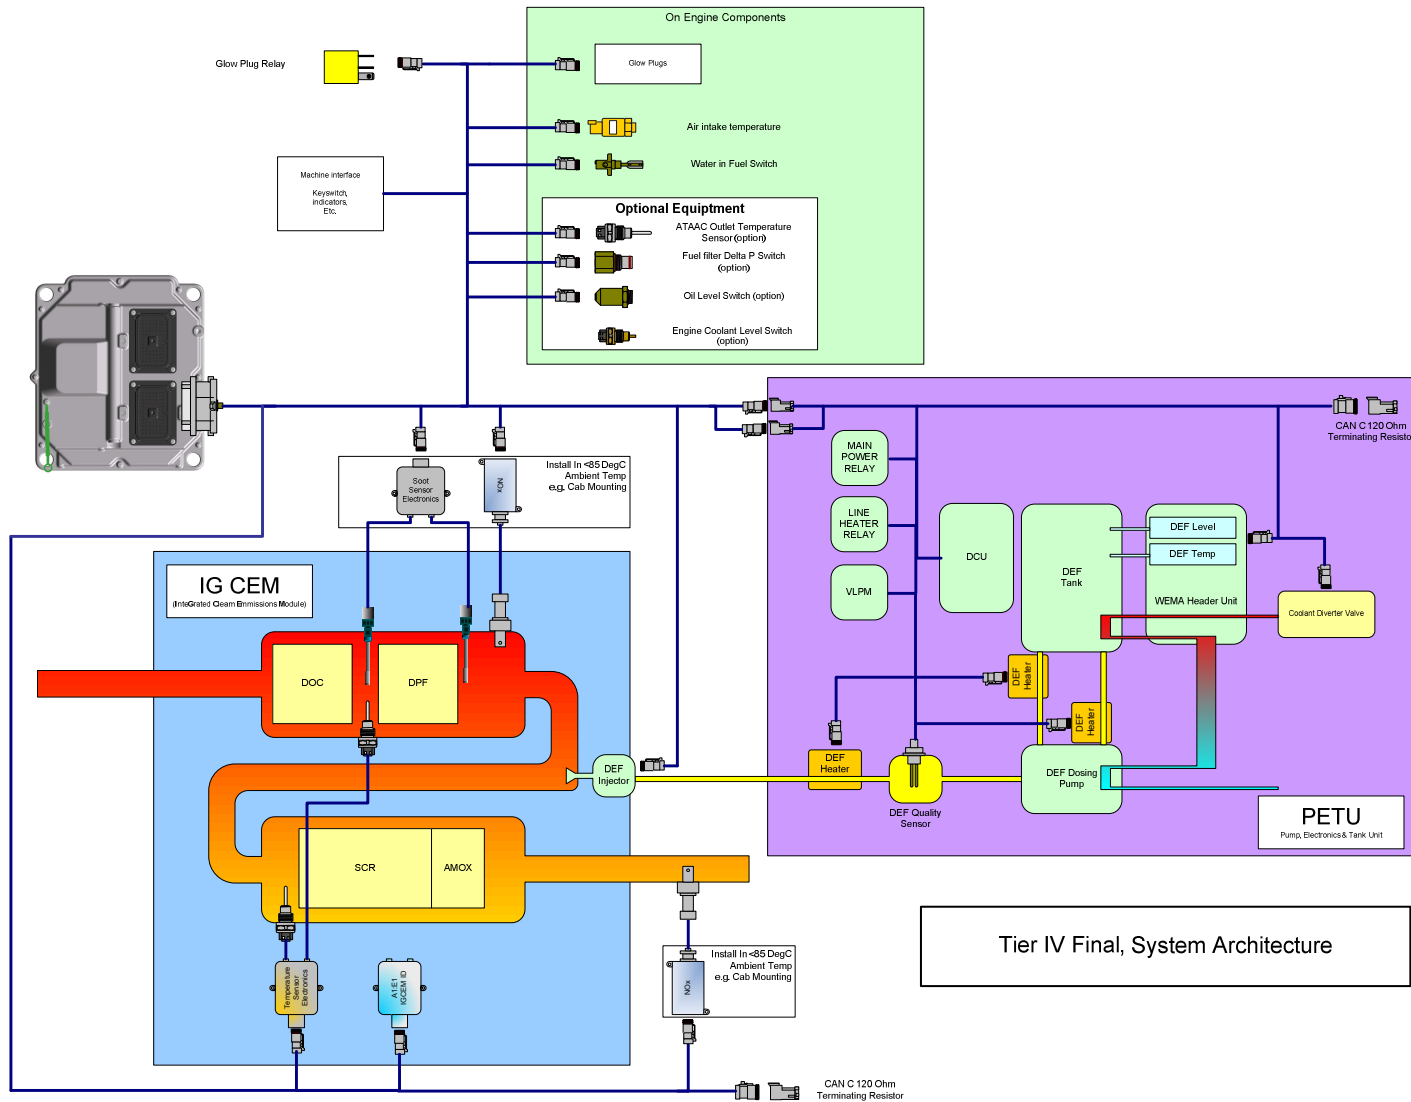 On Engine Components
Glow Plug Relay
Glow Plugs
Air intake temperature
Water in Fuel Switch
Machine interface
Keyswitch,
indicators,
Etc.
Optional Equiptment
ATAAC Outlet Temperature
Sensor(option)
Fuel filter Delta P Switch
(option)
Oil Level Switch (option)
Engine Coolant Level Switch
(option)
CAN C 120 Ohm
Terminating Resistor
Install In <85 DegC
Ambient Temp
e.g. Cab Mounting
Soot
Sensor
Electronics
NOx
MAIN
POWER
RELAY
LINE
HEATER
RELAY
VLPM
DCU
DEF
Tank
DEF Level
DEF Temp
WEMA Header Unit
Coolant Diverter Valve
IG CEM
(InteGrated Cleam Emmissions Module)
DOC
DPF
DEF
Heater
DEF
Heater
DEF
Injector
DEF
Heater
DEF Quality
Sensor
DEF Dosing
Pump
PETU
Pump, Electronics & Tank Unit
SCR
AMOX
Temperature
Sensor
Electronics
A1:E1
IGCEM ID
Install In <85 DegC
Ambient Temp
e.g. Cab Mounting
NOx
Tier IV Final, System Architecture
CAN C 120 Ohm
Terminating Resistor